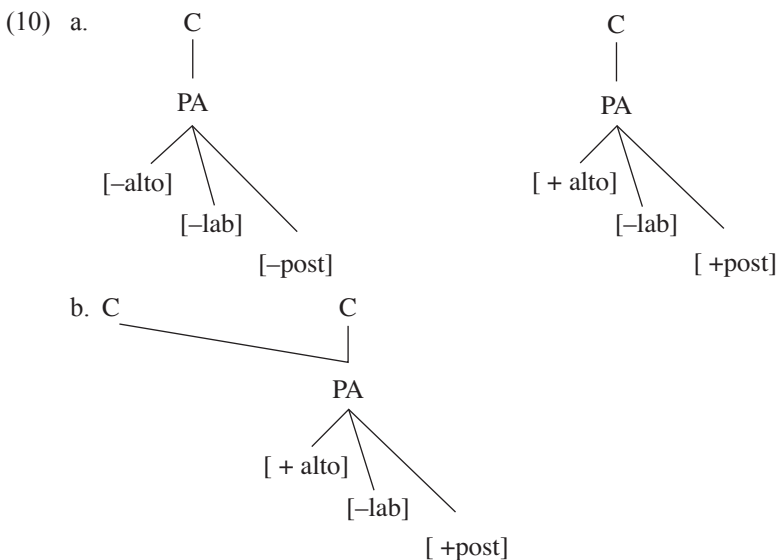 (10) a. C C
PA PA
[–alto] [ + alto]
[–lab] [–lab]
[–post] [ +post]
b. C C
PA
[ + alto]
[–lab]
[ +post]